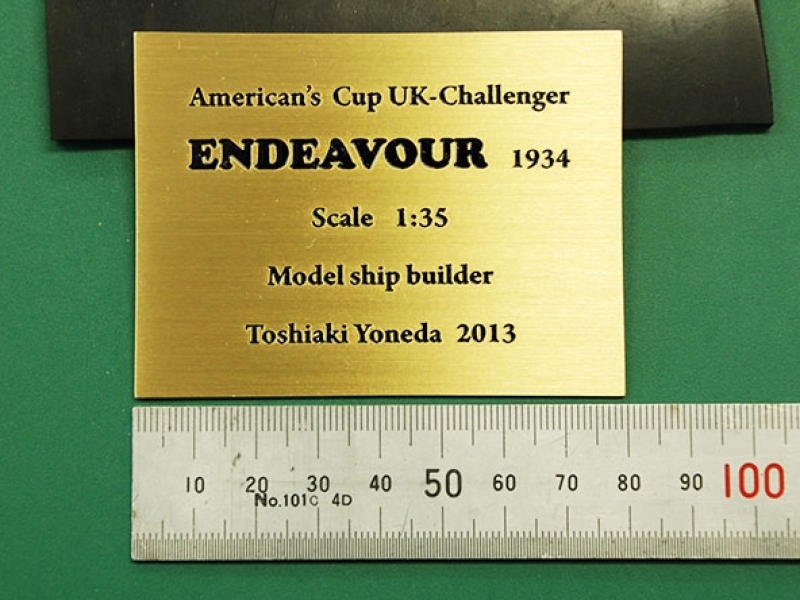 American's Cup UK-Challenger
ENDEAVOUR 1934
Scale 1:35
Model ship builder
Toshiaki Yoneda 2013
10 20 30 40 50 60 70 80 90 100
No.101C 4D